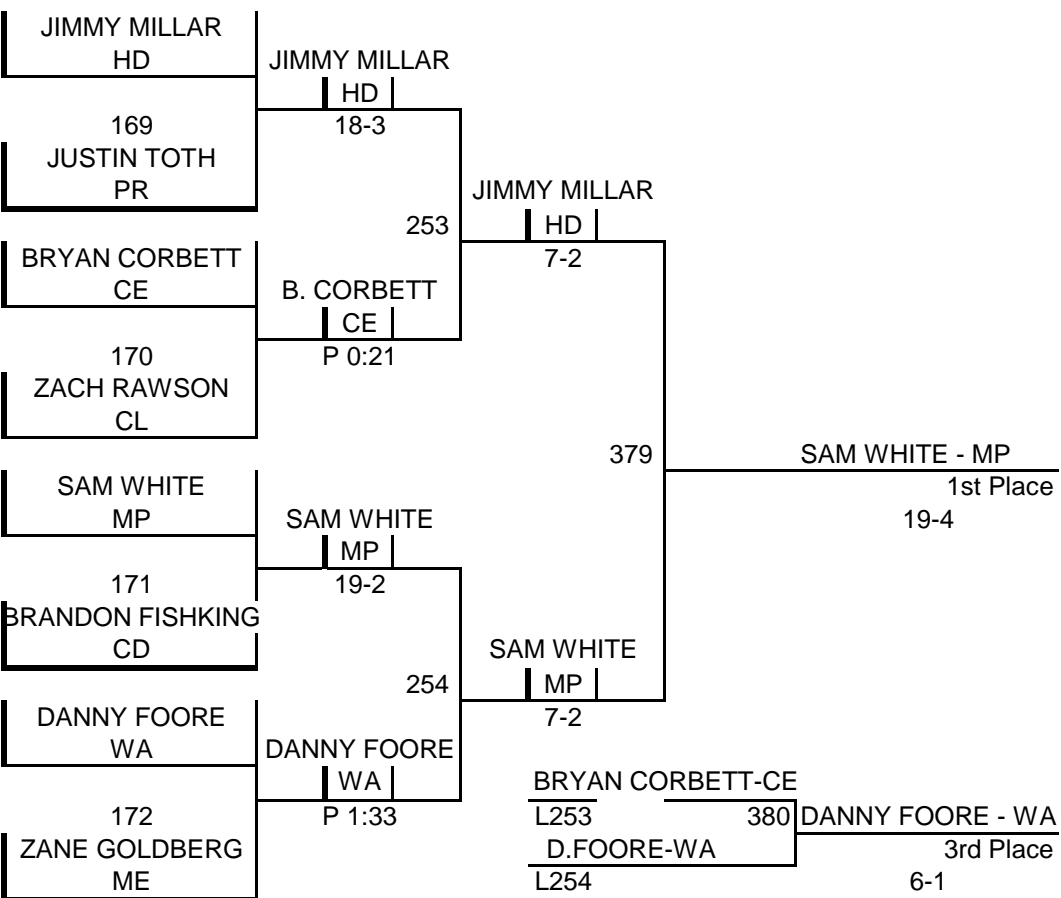 JIMMY MILLAR
HD
169
JUSTIN TOTH
PR
BRYAN CORBETT
CE
170
ZACH RAWSON
CL
SAM WHITE
MP
171
BRANDON FISHKING
CD
DANNY FOORE
WA
172
ZANE GOLDBERG
ME
JIMMY MILLAR
HD
18-3
253
B. CORBETT
CE
P 0:21
SAM WHITE
MP
19-2
254
DANNY FOORE
WA
P 1:33
JIMMY MILLAR
HD
7-2
379
SAM WHITE
MP
7-2
SAM WHITE - MP
1st Place
19-4
BRYAN CORBETT-CE
L253
380
D.FOORE-WA
L254
DANNY FOORE - WA
3rd Place
6-1